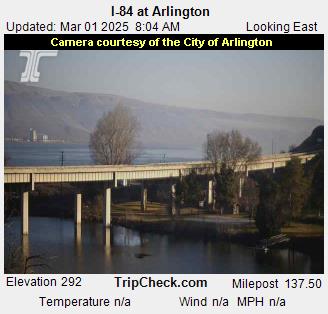 I-84 at Arlington
Updated: Mar 01 2025 8:04 AM Looking East
Camera courtesy of the City of Arlington
Elevation 292 TripCheck.com Milepost 137.50
Temperature n/a Wind n/a MPH n/a